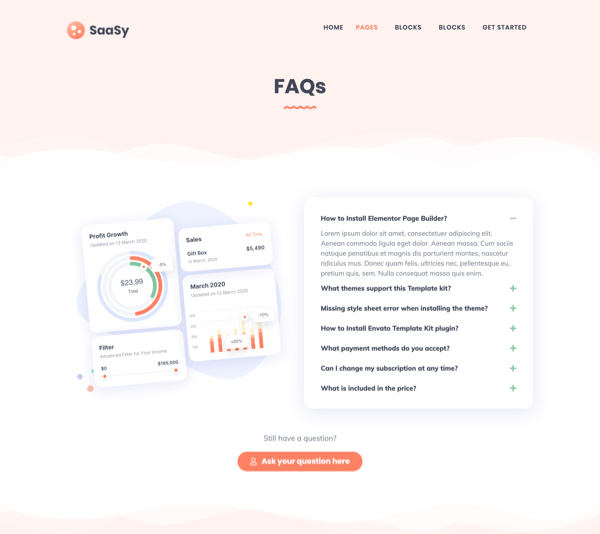 SaaSy
HOME PAGES BLOCKS BLOCKS GET STARTED
FAQs
Profit Growth
Updated on 13 March 2020
-5%
$23,99
Total
Sales
All Time
Gift Box
$5,490
13 March, 2020
March 2020
Updated on 13 March 2020
-10%
+20%
Filter
Advanced Filter for Your Income
$0
$195,000
How to Install Elementor Page Builder?
Lorem ipsum dolor sit amet, consectetuer adipiscing elit.
Aenean commodo ligula eget dolor. Aenean massa. Cum sociis
natoque penatibus et magnis dis parturient montes, nascetur
ridiculus mus. Donec quam felis, ultricies nec, pellentesque eu,
pretium quis, sem. Nulla consequat massa quis enim.
What themes support this Template kit?
Missing style sheet error when installing the theme?
How to Install Envato Template Kit plugin?
What payment methods do you accept?
Can I change my subscription at any time?
What is included in the price?
Still have a question?
Ask your question here